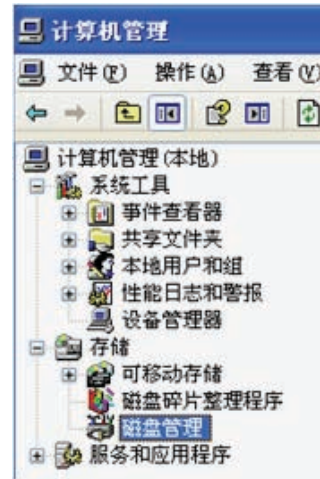 计算机管理
文件(F) 操作(A) 查看(V)
计算机管理(本地)
系统工具
事件查看器
共享文件夹
本地用户和组
性能日志和警报
设备管理器
存储
可移动存储
磁盘碎片整理程序
磁盘管理
服务和应用程序